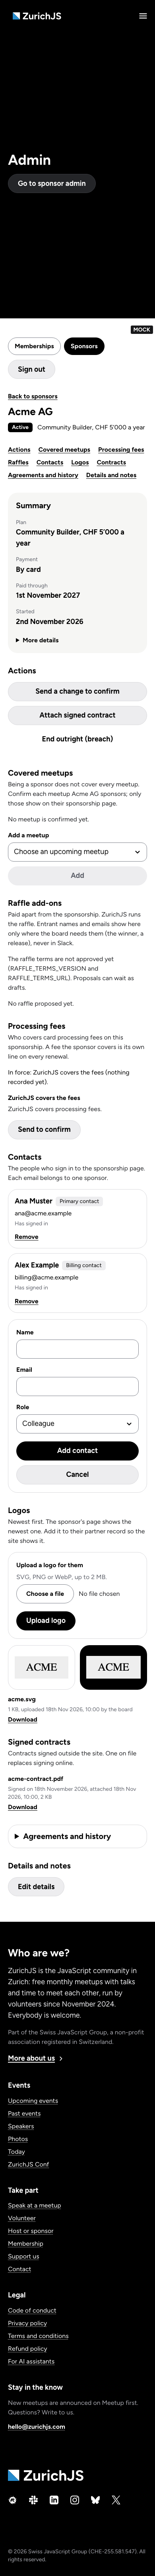 ZurichJS
Admin
Go to sponsor admin
MOCK
Memberships
Sponsors
Sign out
Back to sponsors
Acme AG
Active
Community Builder, CHF 5'000 a year
Actions
Covered meetups
Processing fees
Raffles
Contacts
Logos
Contracts
Agreements and history
Details and notes
Summary
Plan
Community Builder, CHF 5'000 a
year
Payment
By card
Paid through
1st November 2027
Started
2nd November 2026
More details
Actions
Send a change to confirm
Attach signed contract
End outright (breach)
Covered meetups
Being a sponsor does not cover every meetup.
Confirm each meetup Acme AG sponsors; only
those show on their sponsorship page.
No meetup is confirmed yet.
Add a meetup
Choose an upcoming meetup
Add
Raffle add-ons
Paid apart from the sponsorship. ZurichJS runs
the raffle. Entrant names and emails show here
only where the board needs them (the winner, a
release), never in Slack.
The raffle terms are not approved yet
(RAFFLE_TERMS_VERSION and
RAFFLE_TERMS_URL). Proposals can wait as
drafts.
No raffle proposed yet.
Processing fees
Who covers card processing fees on this
sponsorship. A fee the sponsor covers is its own
line on every renewal.
In force: ZurichJS covers the fees (nothing
recorded yet).
ZurichJS covers the fees
ZurichJS covers processing fees.
Send to confirm
Contacts
The people who sign in to the sponsorship page.
Each email belongs to one sponsor.
Ana Muster
Primary contact
ana@acme.example
Has signed in
Remove
Alex Example
Billing contact
billing@acme.example
Has signed in
Remove
Name
Email
Role
Colleague
Add contact
Cancel
Logos
Newest first. The sponsor's page shows the
newest one. Add it to their partner record so the
site shows it.
Upload a logo for them
SVG, PNG or WebP, up to 2 MB.
Choose a file
No file chosen
Upload logo
ACME
ACME
acme.svg
1 KB, uploaded 18th Nov 2026, 10:00 by the board
Download
Signed contracts
Contracts signed outside the site. One on file
replaces signing online.
acme-contract.pdf
Signed on 18th November 2026, attached 18th Nov
2026, 10:00, 2 KB
Download
Agreements and history
Details and notes
Edit details
Who are we?
ZurichJS is the JavaScript community in
Zurich: free monthly meetups with talks
and time to meet each other, run by
volunteers since November 2024.
Everybody is welcome.
Part of the Swiss JavaScript Group, a non-profit
association registered in Switzerland.
More about us
Events
Upcoming events
Past events
Speakers
Photos
Today
ZurichJS Conf
Take part
Speak at a meetup
Volunteer
Host or sponsor
Membership
Support us
Contact
Legal
Code of conduct
Privacy policy
Terms and conditions
Refund policy
For AI assistants
Stay in the know
New meetups are announced on Meetup first.
Questions? Write to us.
hello@zurichjs.com
ZurichJS
© 2026 Swiss JavaScript Group (CHE-255.581.547). All
rights reserved.